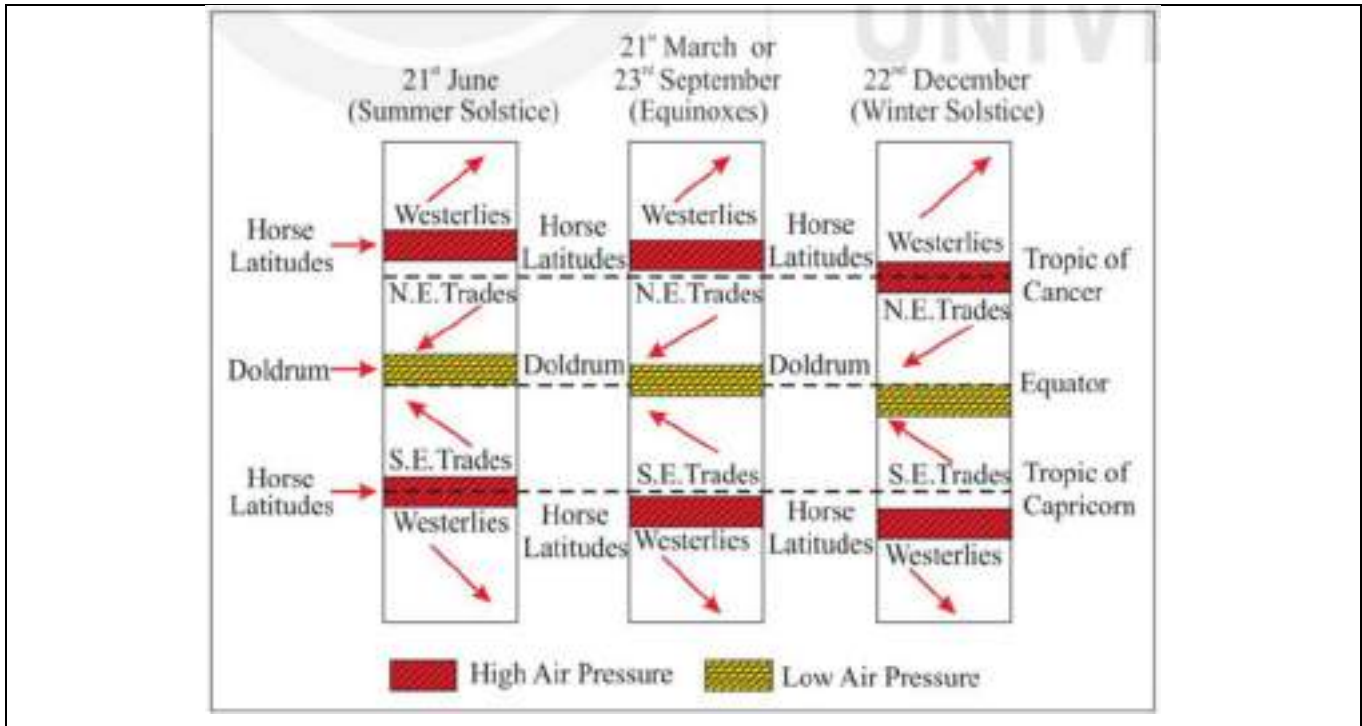 UNIV
21st June
(Summer Solstice)
21st March or
23rd September
(Equinoxes)
22nd December
(Winter Solstice)
Westerlies
Westerlies
Westerlies
Horse
Latitudes
Horse
Latitudes
Horse
Latitudes
Tropic of
Cancer
N.E.Trades
N.E.Trades
N.E.Trades
Doldrum
Doldrum
Doldrum
Equator
S.E.Trades
S.E.Trades
S.E.Trades
Horse
Latitudes
Tropic of
Capricorn
Westerlies
Horse
Latitudes
Westerlies
Horse
Latitudes
Westerlies
High Air Pressure
Low Air Pressure